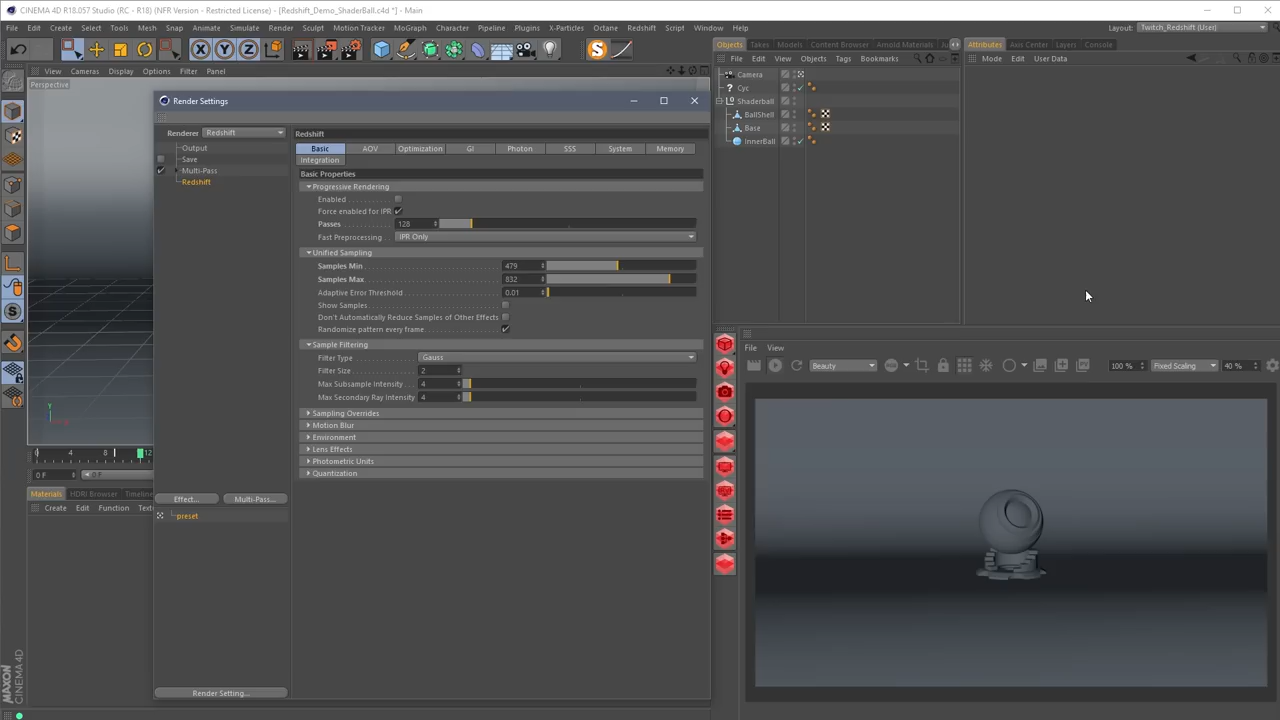 CINEMA 4D R18.057 Studio (RC - R18) (NFR Version - Restricted License) - [Redshift_Demo_ShaderBall.c4d *] - Main
File Edit Create Select Tools Mesh Snap Animate Simulate Render Sculpt Motion Tracker MoGraph Character Pipeline Plugins X-Particles Octane Redshift Script Window Help
Layout: Twitch_Redshift (User)
Objects Takes Models Content Browser Arnold Materials
Attributes Axis Center Layers Console
File Edit View Objects Tags Bookmarks
Mode Edit User Data
View Cameras Display Options Filter Panel
Perspective
Camera
Cyc
Shaderball
BallShell
Base
InnerBall
Render Settings
Renderer Redshift
Output
Save
Multi-Pass
Redshift
Redshift
Basic AOV Optimization GI Photon SSS System Memory
Integration
Basic Properties
Progressive Rendering
Enabled
Force enabled for IPR
Passes 128
Fast Preprocessing IPR Only
Unified Sampling
Samples Min 479
Samples Max 832
Adaptive Error Threshold 0.01
Show Samples
Don't Automatically Reduce Samples of Other Effects
Randomize pattern every frame
Sample Filtering
Filter Type Gauss
Filter Size 2
Max Subsample Intensity 4
Max Secondary Ray Intensity 4
Sampling Overrides
Motion Blur
Environment
Lens Effects
Photometric Units
Quantization
Effect... Multi-Pass...
preset
Render Setting...
0 4 8 12
0 F 0 F
Materials HDRI Browser Timeline
Create Edit Function
File View
Beauty
100 % Fixed Scaling 40 %
X Y Z
S
Y
MAXON
CINEMA 4D